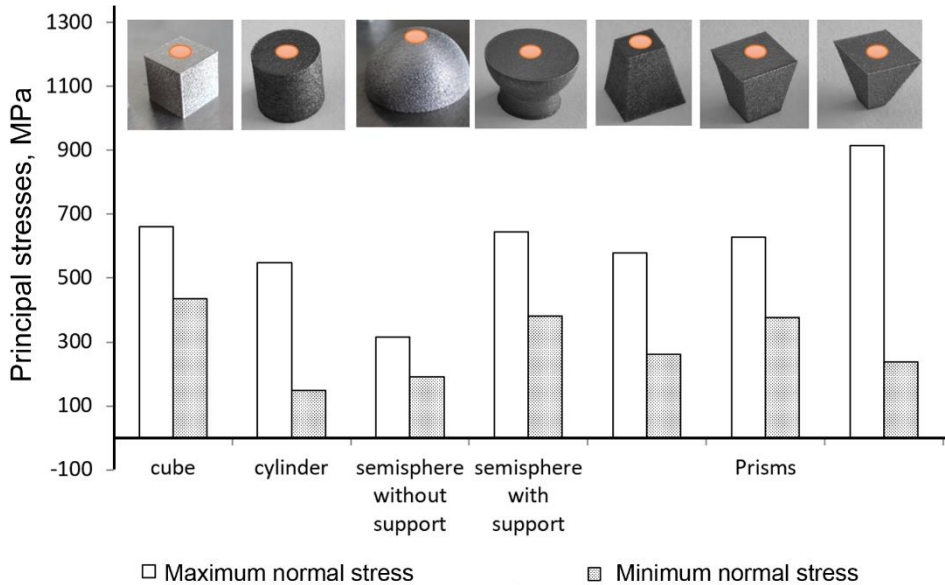 Principal stresses, MPa
1300
1100
900
700
500
300
100
-100
cube
cylinder
semisphere
without
support
semisphere
with
support
Prisms
Maximum normal stress
Minimum normal stress